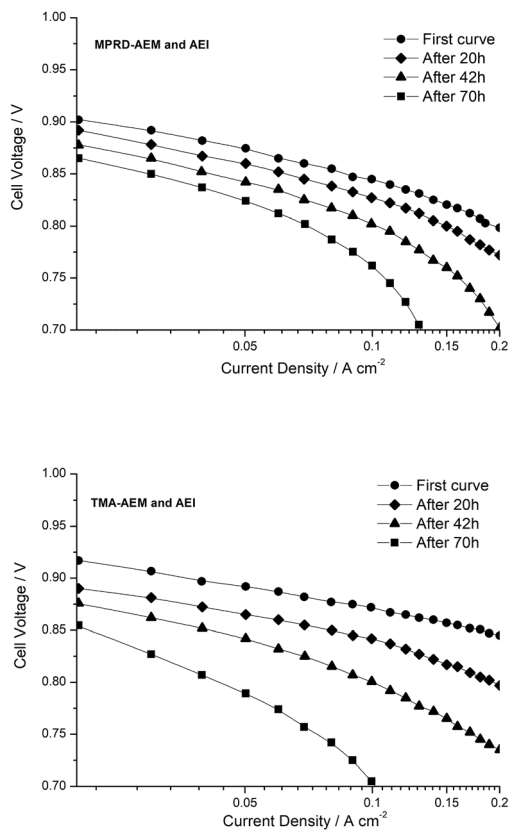 1.00
MPRD-AEM and AEI
First curve
After 20h
After 42h
After 70h
0.95
0.90
0.85
0.80
0.75
0.70
Cell Voltage / V
0.05
0.1
0.15
0.2
Current Density / A cm⁻²
1.00
TMA-AEM and AEI
First curve
After 20h
After 42h
After 70h
0.95
0.90
0.85
0.80
0.75
0.70
Cell Voltage / V
0.05
0.1
0.15
0.2
Current Density / A cm⁻²